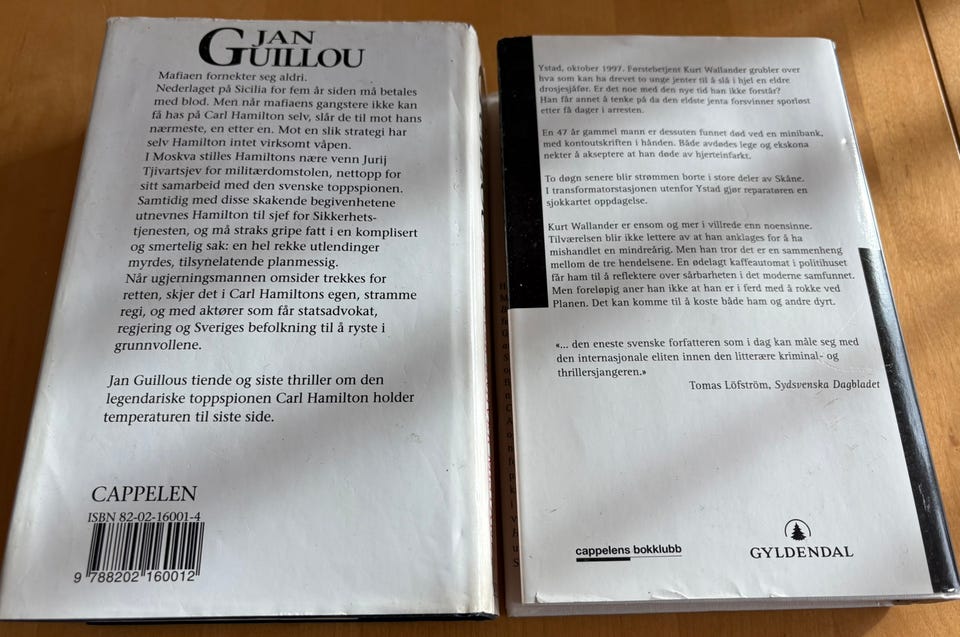 JAN
GUILLOU
Mafiaen fornekter seg aldri.
Nederlaget på Sicilia for fem år siden må betales
med blod. Men når mafiaens gangstere ikke kan
få has på Carl Hamilton selv, slår de til mot hans
nærmeste, en etter en. Mot en slik strategi har
selv Hamilton intet virksomt våpen.
I Moskva stilles Hamiltons nære venn Jurij
Tjivartsjev for militærdomstolen, nettopp for
sitt samarbeid med den svenske toppspionen.
Samtidig med disse skakende begivenhetene
utnevnes Hamilton til sjef for Sikkerhets-
tjenesten, og må straks gripe fatt i en komplisert
og smertelig sak: en hel rekke utlendinger
myrdes, tilsynelatende planmessig.
Når ugjerningsmannen omsider trekkes for
retten, skjer det i Carl Hamiltons egen, stramme
regi, og med aktører som får statsadvokat,
regjering og Sveriges befolkning til å ryste i
grunnvollene.
Jan Guillous tiende og siste thriller om den
legendariske toppspionen Carl Hamilton holder
temperaturen til siste side.
CAPPELEN
ISBN 82-02-16001-4
9 788202 160012
Ystad, oktober 1997. Førstebetjent Kurt Wallander grubler over
hva som kan ha drevet to unge jenter til å slå i hjel en eldre
drosjesjåfør. Er det noe med den nye tid han ikke forstår?
Han får annet å tenke på da den eldste jenta forsvinner sporløst
etter få dager i arresten.
En 47 år gammel mann er dessuten funnet død ved en minibank,
med kontoutskriften i hånden. Både avdødes lege og ekskona
nekter å akseptere at han døde av hjerteinfarkt.
To døgn senere blir strømmen borte i store deler av Skåne.
I transformatorstasjonen utenfor Ystad gjør reparatøren en
sjokkartet oppdagelse.
Kurt Wallander er ensom og mer i villrede enn noensinne.
Tilværelsen blir ikke lettere av at han anklages for å ha
mishandlet en mindreårig. Men han tror det er en sammenheng
mellom de tre hendelsene. En ødelagt kaffeautomat i politihuset
får ham til å reflektere over sårbarheten i det moderne samfunnet.
Men foreløpig aner han ikke at han er i ferd med å rokke ved
Planen. Det kan komme til å koste både ham og andre dyrt.
«... den eneste svenske forfatteren som i dag kan måle seg med
den internasjonale eliten innen den litterære kriminal- og
thrillersjangeren.»
Tomas Löfström, Sydsvenska Dagbladet
cappelens bokklubb
GYLDENDAL